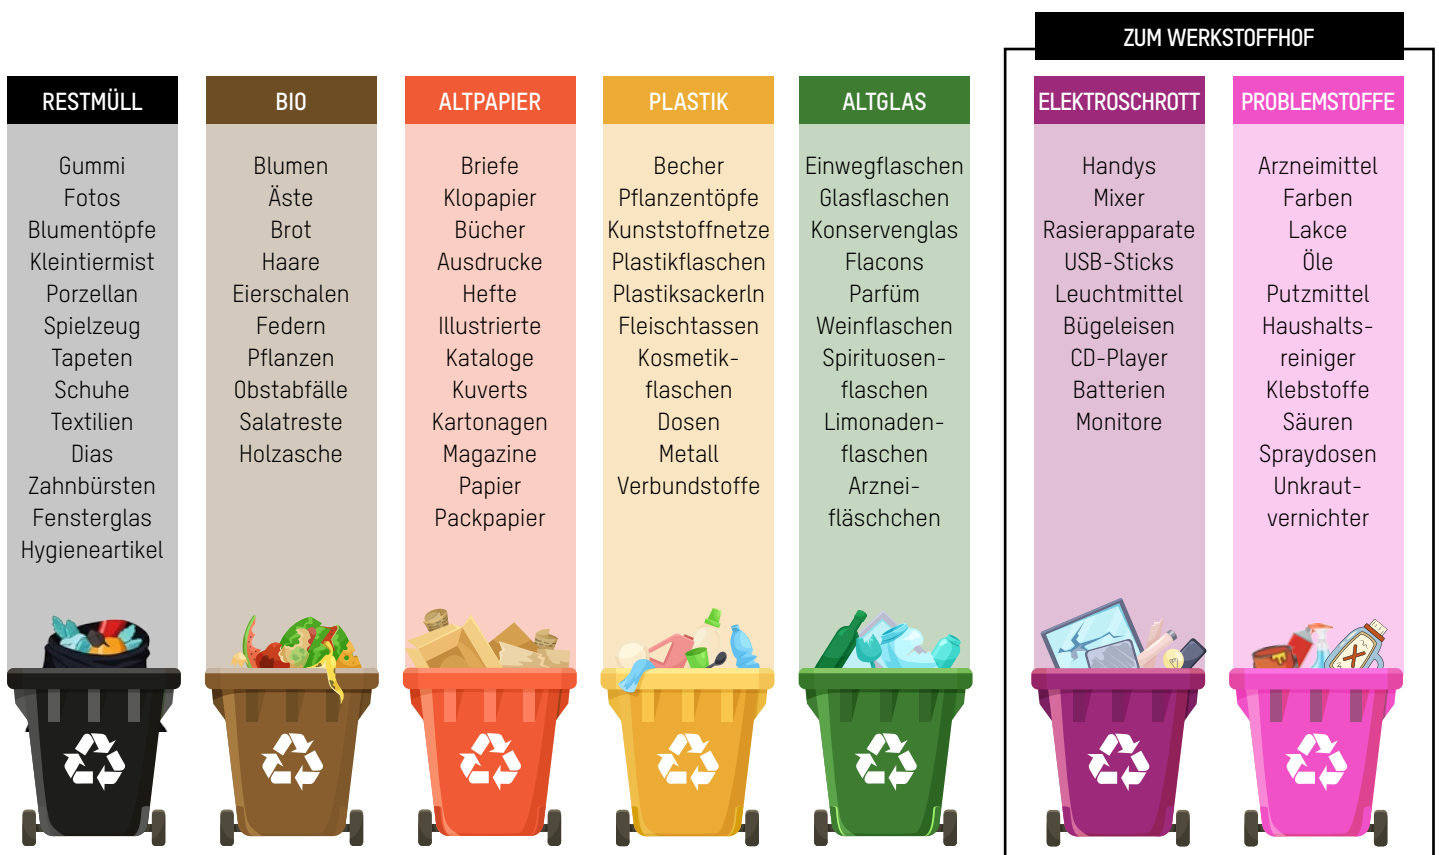 ZUM WERKSTOFFHOF
RESTMÜLL
Gummi
Fotos
Blumentöpfe
Kleintiermist
Porzellan
Spielzeug
Tapeten
Schuhe
Textilien
Dias
Zahnbürsten
Fensterglas
Hygieneartikel
BIO
Blumen
Äste
Brot
Haare
Eierschalen
Federn
Pflanzen
Obstabfälle
Salatreste
Holzasche
ALTPAPIER
Briefe
Klopapier
Bücher
Ausdrucke
Hefte
Illustrierte
Kataloge
Kuverts
Kartonagen
Magazine
Papier
Packpapier
PLASTIK
Becher
Pflanzentöpfe
Kunststoffnetze
Plastikflaschen
Plastiksackerln
Fleischtassen
Kosmetik-
flaschen
Dosen
Metall
Verbundstoffe
ALTGLAS
Einwegflaschen
Glasflaschen
Konservenglas
Flacons
Parfüm
Weinflaschen
Spirituosen-
flaschen
Limonaden-
flaschen
Arznei-
fläschchen
ELEKTROSCHROTT
Handys
Mixer
Rasierapparate
USB-Sticks
Leuchtmittel
Bügeleisen
CD-Player
Batterien
Monitore
PROBLEMSTOFFE
Arzneimittel
Farben
Lakce
Öle
Putzmittel
Haushalts-
reiniger
Klebstoffe
Säuren
Spraydosen
Unkraut-
vernichter